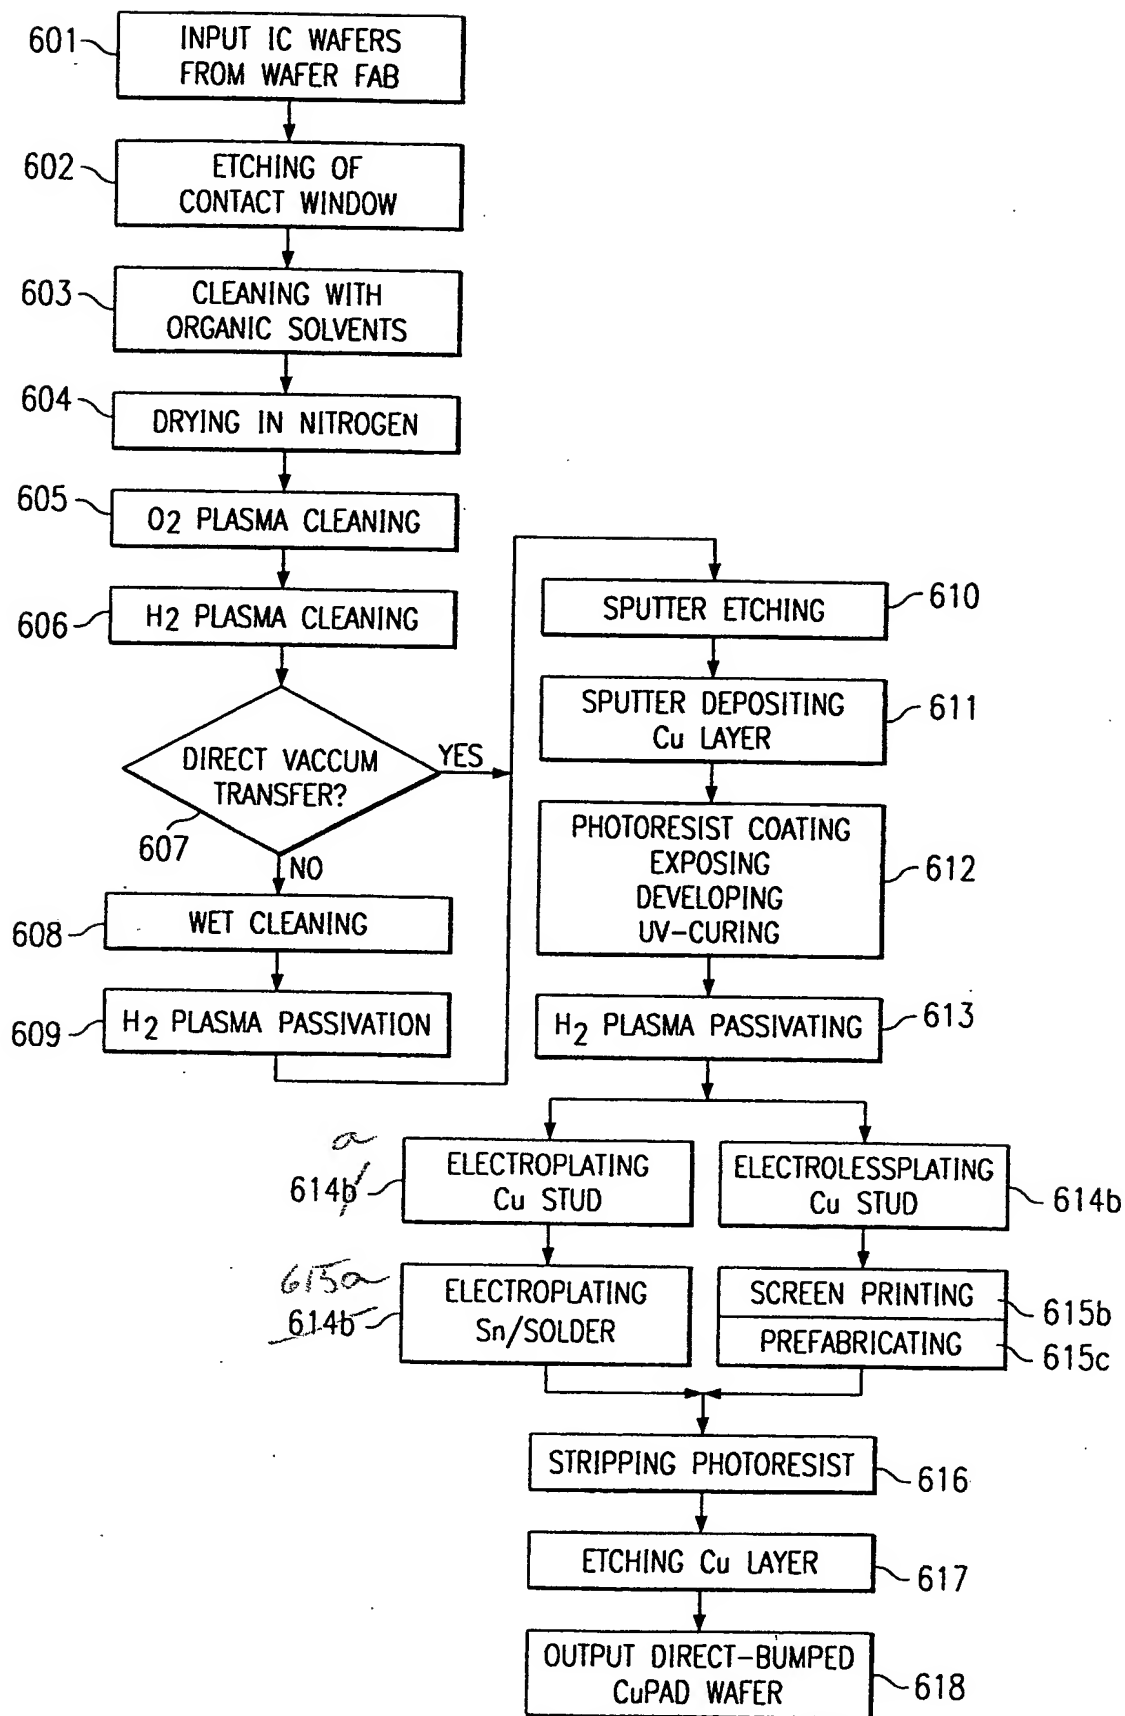 601
INPUT IC WAFERS
FROM WAFER FAB
602
ETCHING OF
CONTACT WINDOW
603
CLEANING WITH
ORGANIC SOLVENTS
604
DRYING IN NITROGEN
605
O2 PLASMA CLEANING
606
H2 PLASMA CLEANING
DIRECT VACCUM
TRANSFER?
YES
607
NO
608
WET CLEANING
609
H2 PLASMA PASSIVATION
SPUTTER ETCHING
610
SPUTTER DEPOSITING
Cu LAYER
611
PHOTORESIST COATING
EXPOSING
DEVELOPING
UV-CURING
612
H2 PLASMA PASSIVATING
613
a
614b
ELECTROPLATING
Cu STUD
ELECTROLESSPLATING
Cu STUD
614b
615a
614b
ELECTROPLATING
Sn/SOLDER
SCREEN PRINTING
615b
PREFABRICATING
615c
STRIPPING PHOTORESIST
616
ETCHING Cu LAYER
617
OUTPUT DIRECT-BUMPED
CuPAD WAFER
618